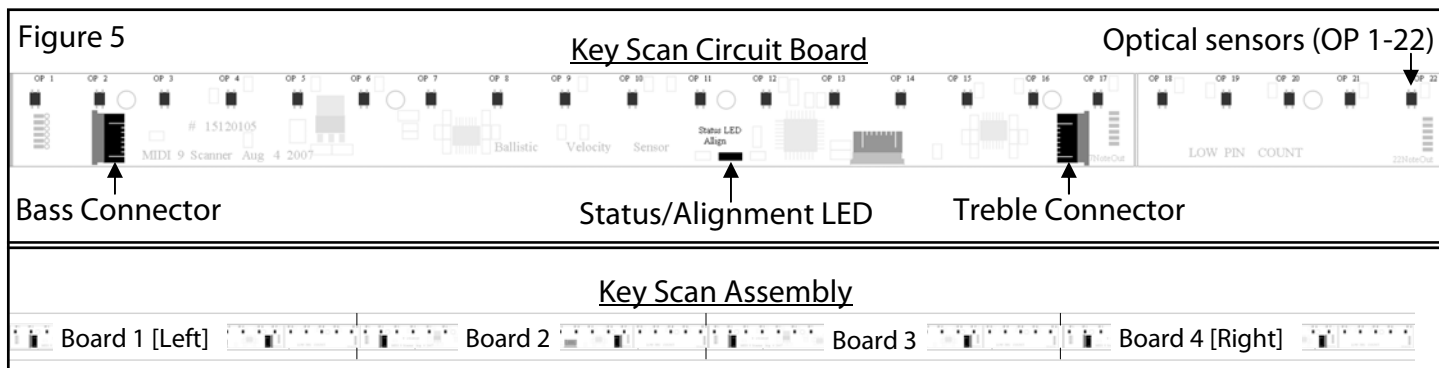 Figure 5
Key Scan Circuit Board
Optical sensors (OP 1-22)
OP 1 OP 2 OP 3 OP 4 OP 5 OP 6 OP 7 OP 8 OP 9 OP 10 OP 11 OP 12 OP 13 OP 14 OP 15 OP 16 OP 17 OP 18 OP 19 OP 20 OP 21 OP 22
# 15120105
Status LED
Allign
MIDI 9 Scanner Aug 4 2007
Ballistic Velocity Sensor
7NoteOut
LOW PIN COUNT
22NoteOut
Bass Connector
Status/Alignment LED
Treble Connector
Key Scan Assembly
Board 1 [Left]
Board 2
Board 3
Board 4 [Right]